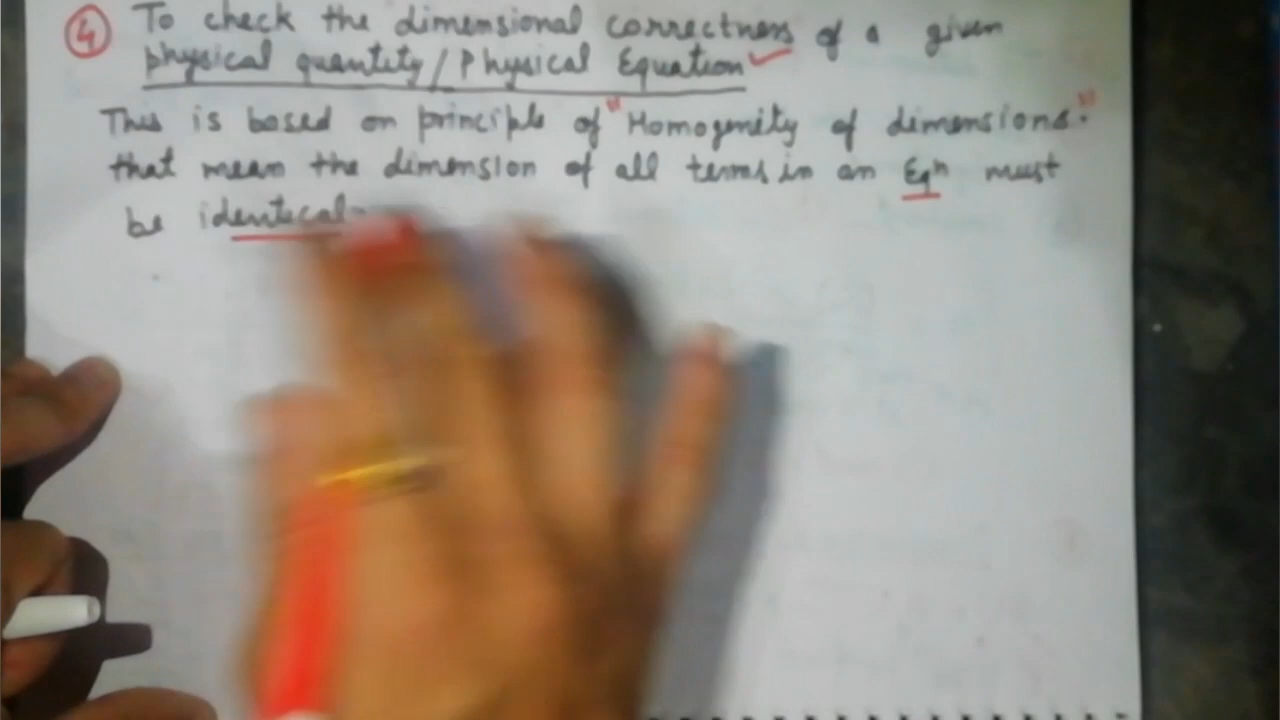 ④ To check the dimensional correctness of a given
physical quantity / Physical Equation ✓
This is based on principle of "Homogenity of dimensions."
that mean the dimension of all terms in an Eqⁿ must
be identical.